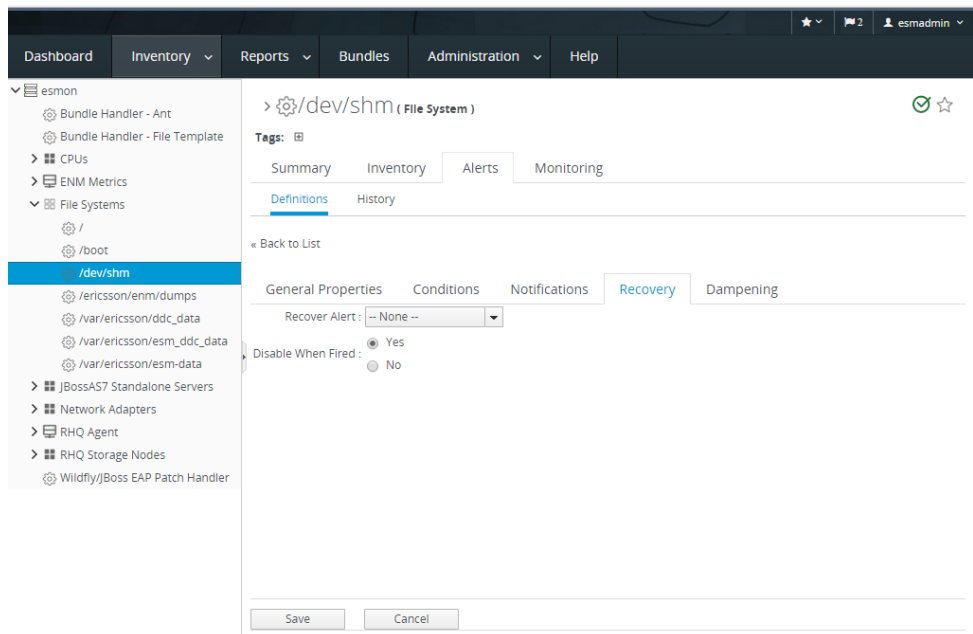 2 esmadmin
Dashboard Inventory Reports Bundles Administration Help
esmon
Bundle Handler - Ant
Bundle Handler - File Template
CPUs
ENM Metrics
File Systems
/
/boot
/dev/shm
/ericsson/enm/dumps
/var/ericsson/ddc_data
/var/ericsson/esm_ddc_data
/var/ericsson/esm-data
JBossAS7 Standalone Servers
Network Adapters
RHQ Agent
RHQ Storage Nodes
Wildfly/JBoss EAP Patch Handler
/dev/shm ( File System )
Tags:
Summary Inventory Alerts Monitoring
Definitions History
« Back to List
General Properties Conditions Notifications Recovery Dampening
Recover Alert : -- None --
Disable When Fired :
Yes
No
Save Cancel